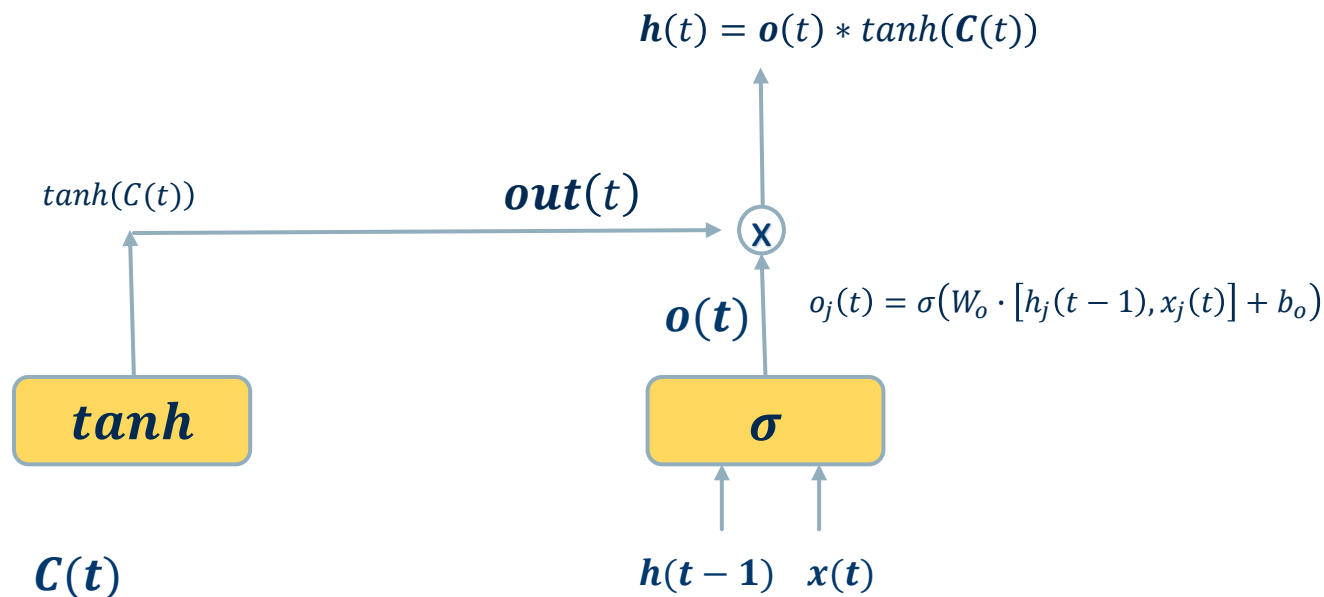 h(t) = o(t) ∗ tanh(C(t))
tanh(C(t))
out(t)
x
o(t)
oⱼ(t) = σ(Wₒ · [hⱼ(t − 1), xⱼ(t)] + bₒ)
tanh
σ
C(t)
h(t − 1) x(t)